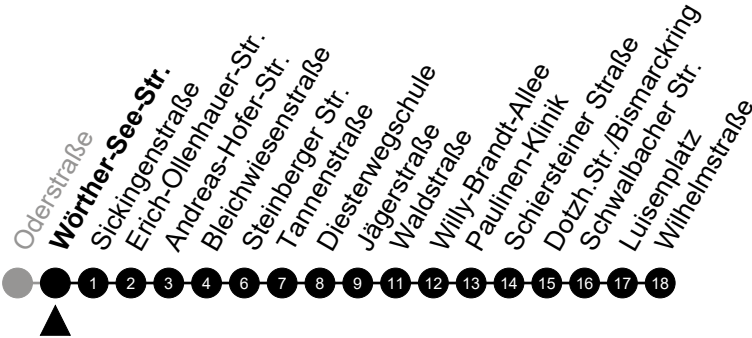 Oderstraße
Wörther-See-Str.
Sickingenstraße
Erich-Ollenhauer-Str.
Andreas-Hofer-Str.
Bleichwiesenstraße
Steinberger Str.
Tannenstraße
Diesterwegschule
Jägerstraße
Waldstraße
Willy-Brandt-Allee
Paulinen-Klinik
Schiersteiner Straße
Dotzh.Str./Bismarckring
Schwalbacher Str.
Luisenplatz
Wilhelmstraße
1 2 3 4 6 7 8 9 11 12 13 14 15 16 17 18